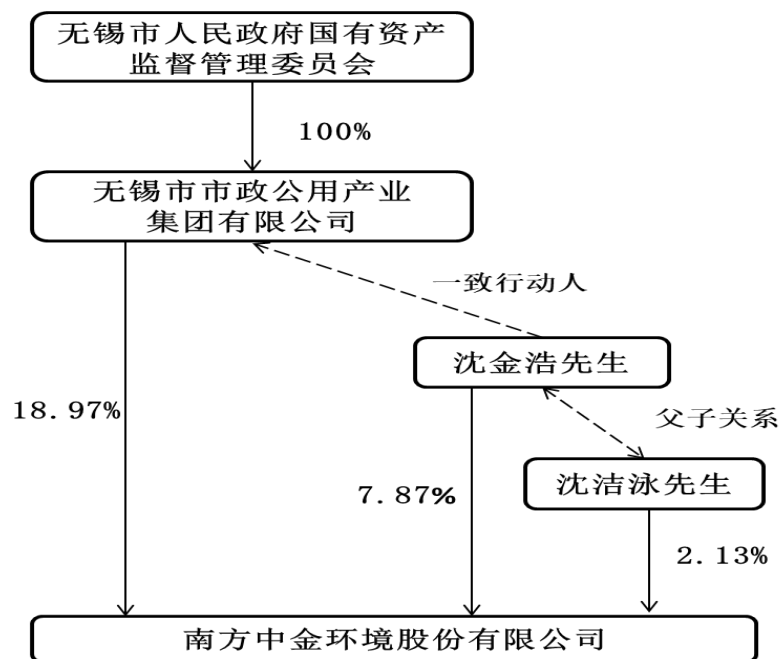 无锡市人民政府国有资产
监督管理委员会
100%
无锡市市政公用产业
集团有限公司
一致行动人
沈金浩先生
18.97%
父子关系
7.87%
沈洁泳先生
2.13%
南方中金环境股份有限公司